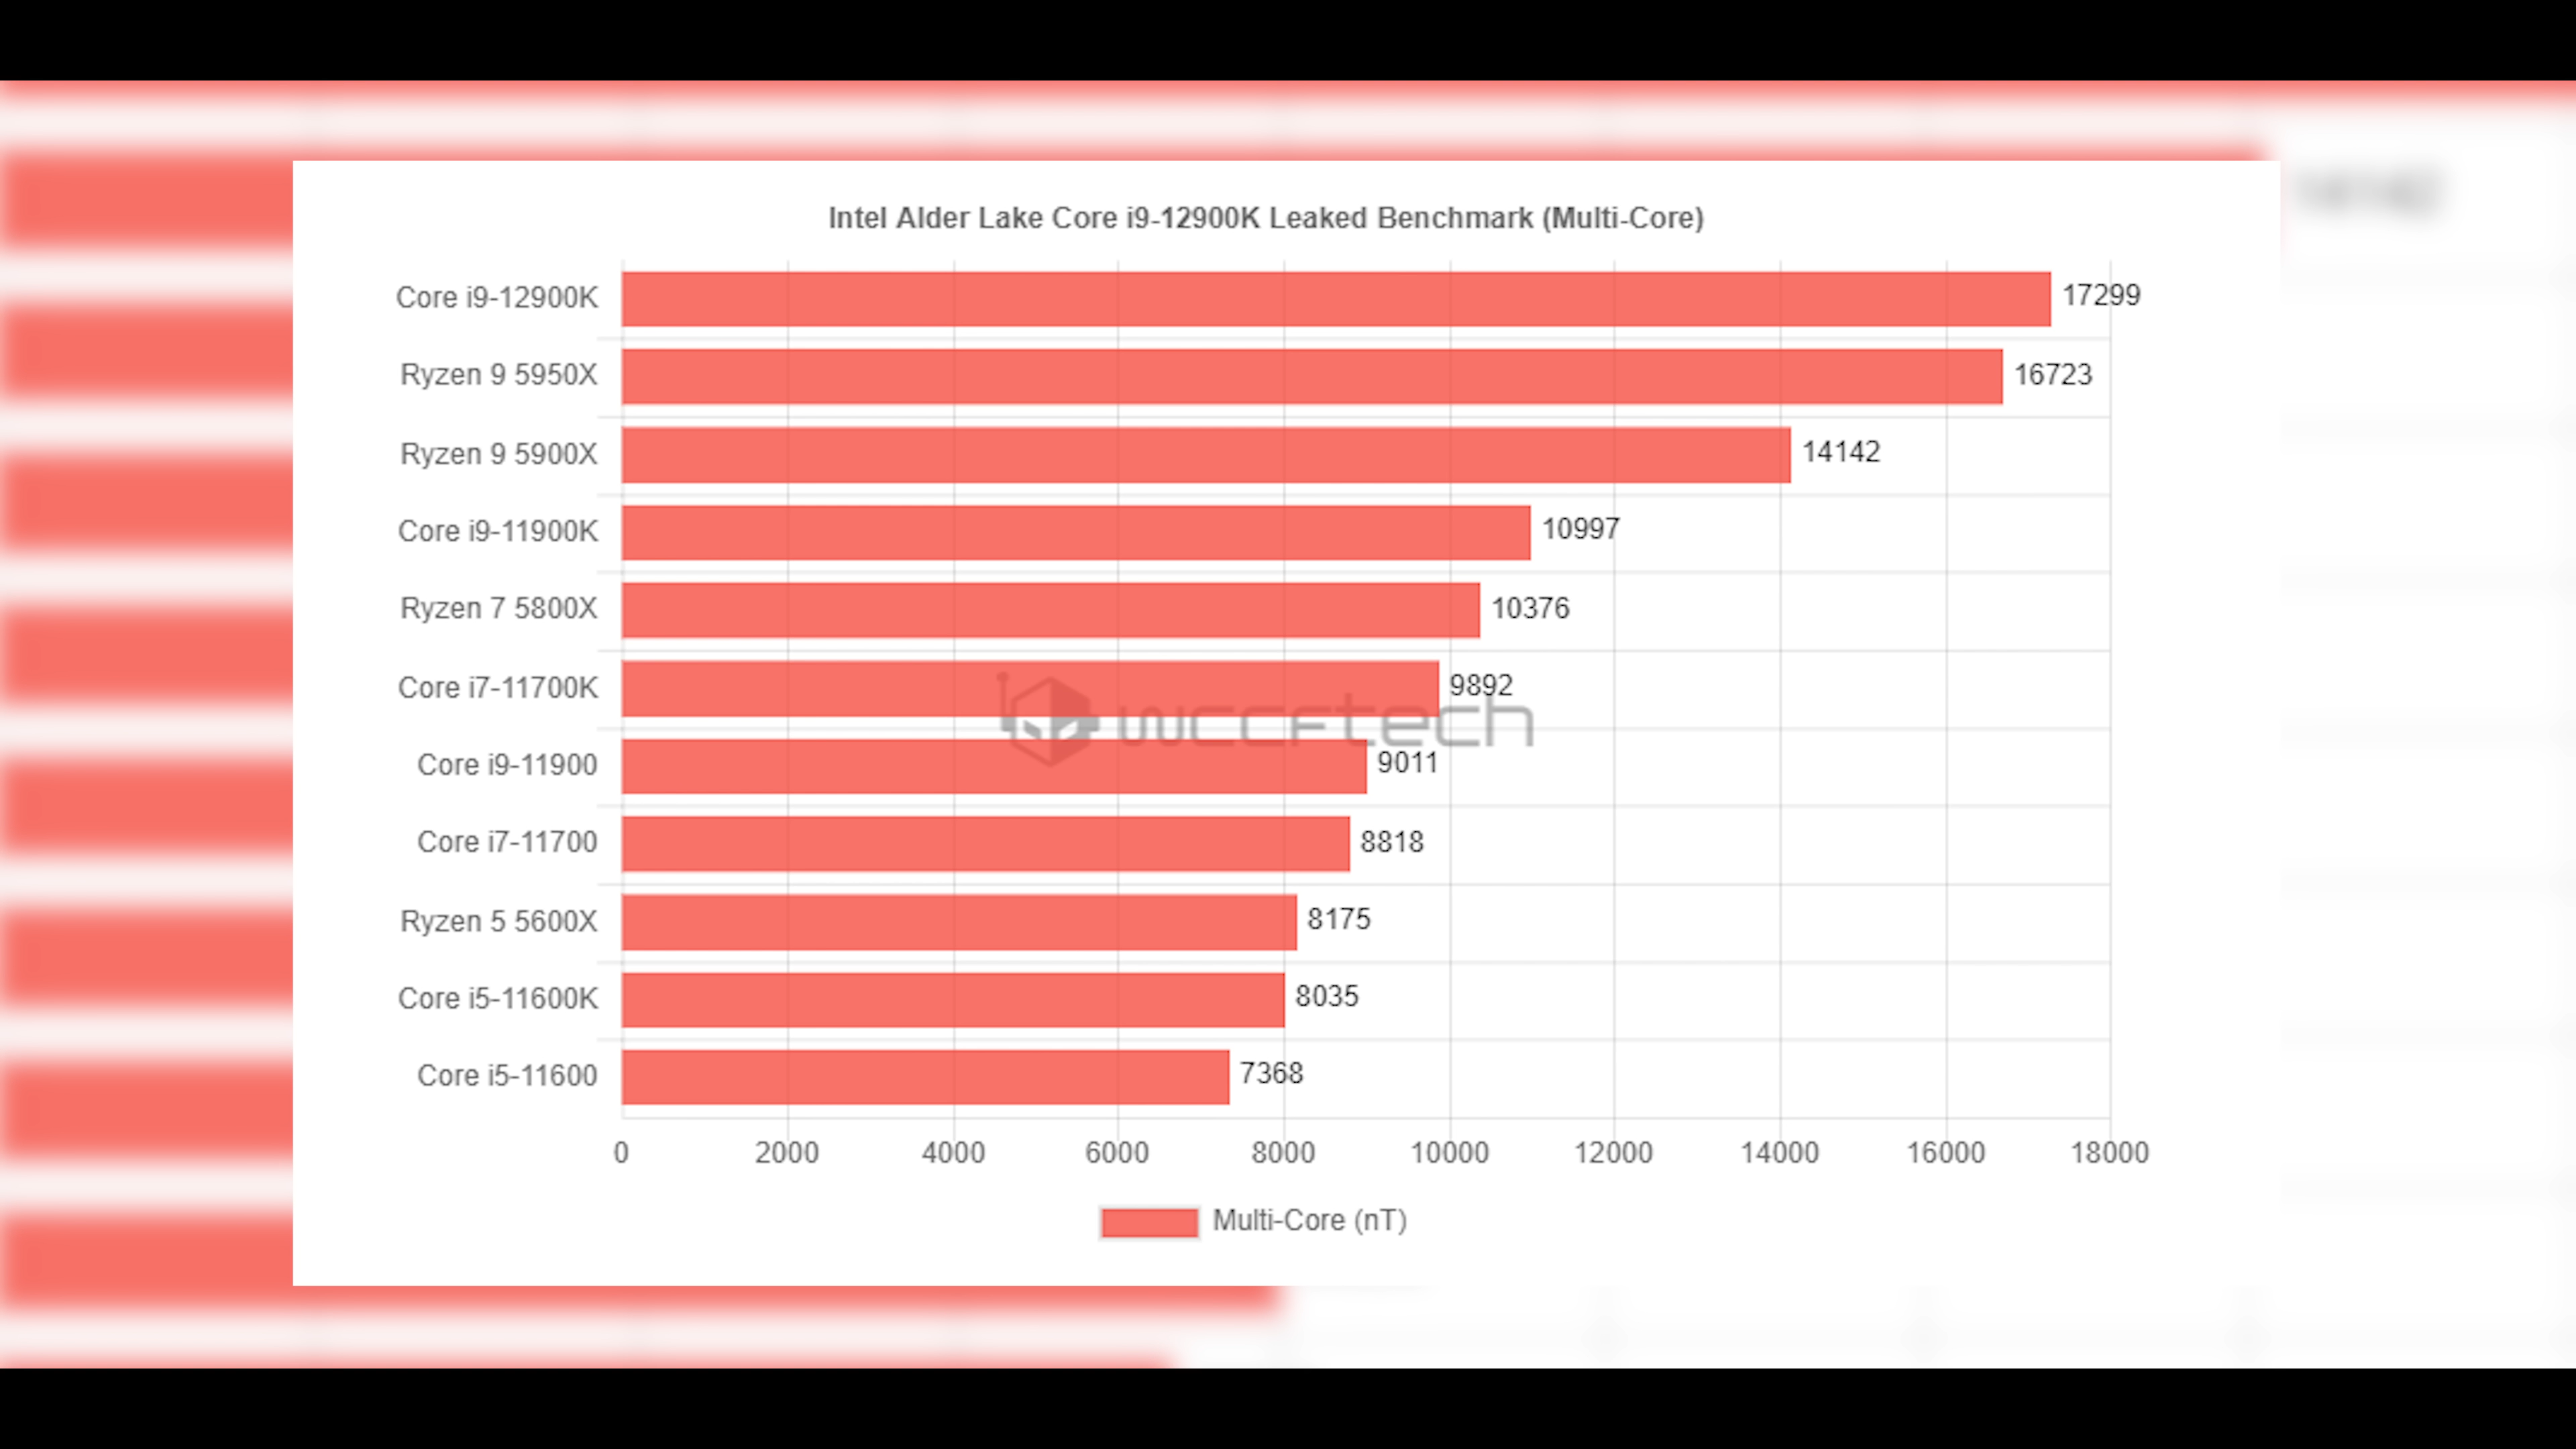 Intel Alder Lake Core i9-12900K Leaked Benchmark (Multi-Core)
Core i9-12900K 17299
Ryzen 9 5950X 16723
Ryzen 9 5900X 14142
Core i9-11900K 10997
Ryzen 7 5800X 10376
Core i7-11700K 9892
wccftech
Core i9-11900 9011
Core i7-11700 8818
Ryzen 5 5600X 8175
Core i5-11600K 8035
Core i5-11600 7368
0 2000 4000 6000 8000 10000 12000 14000 16000 18000
Multi-Core (nT)
14142